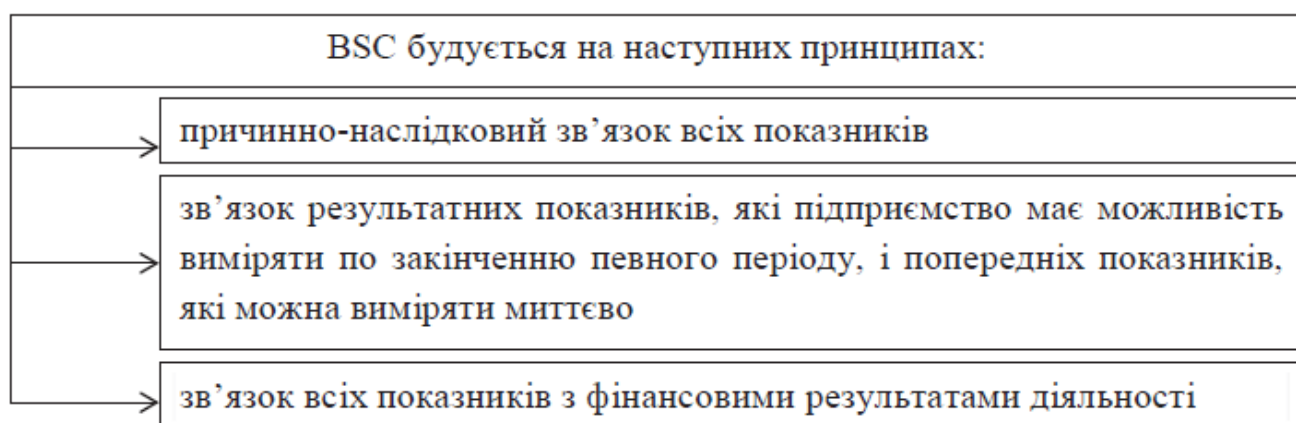 BSC будується на наступних принципах:
причинно-наслідковий зв’язок всіх показників
зв’язок результатних показників, які підприємство має можливість
виміряти по закінченню певного періоду, і попередніх показників,
які можна виміряти миттєво
зв’язок всіх показників з фінансовими результатами діяльності